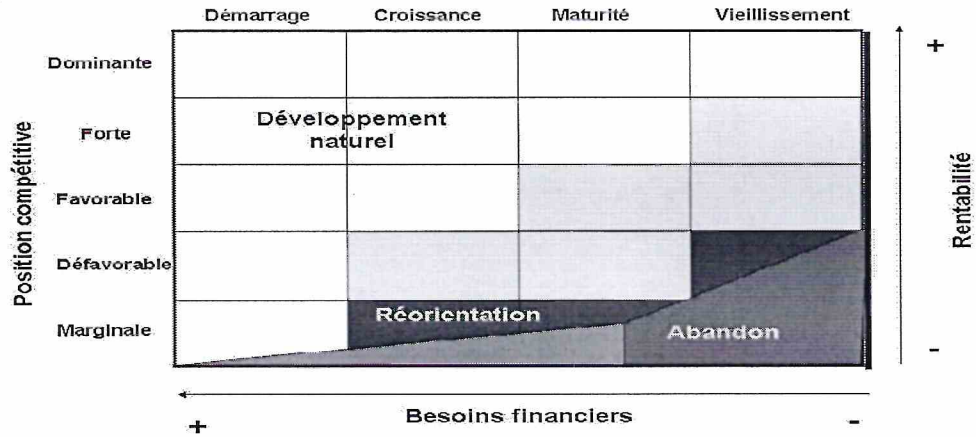 Démarrage Croissance Maturité Vieillissement
Dominante
+
Forte
Développement
naturel
Favorable
Position compétitive
Rentabilité
Défavorable
Réorientation
Marginale
Abandon
-
Besoins financiers
+
-